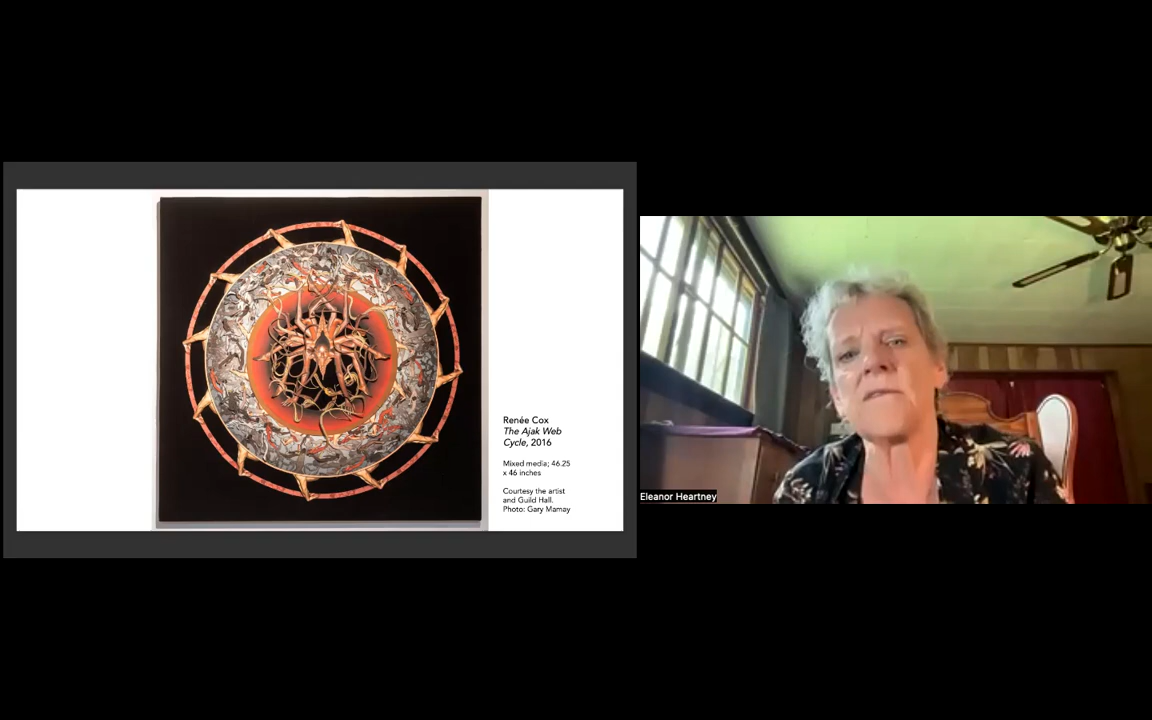 Renée Cox
The Ajak Web
Cycle, 2016
Mixed media; 46.25
x 46 inches
Courtesy the artist
and Guild Hall.
Photo: Gary Mamay
Eleanor Heartney